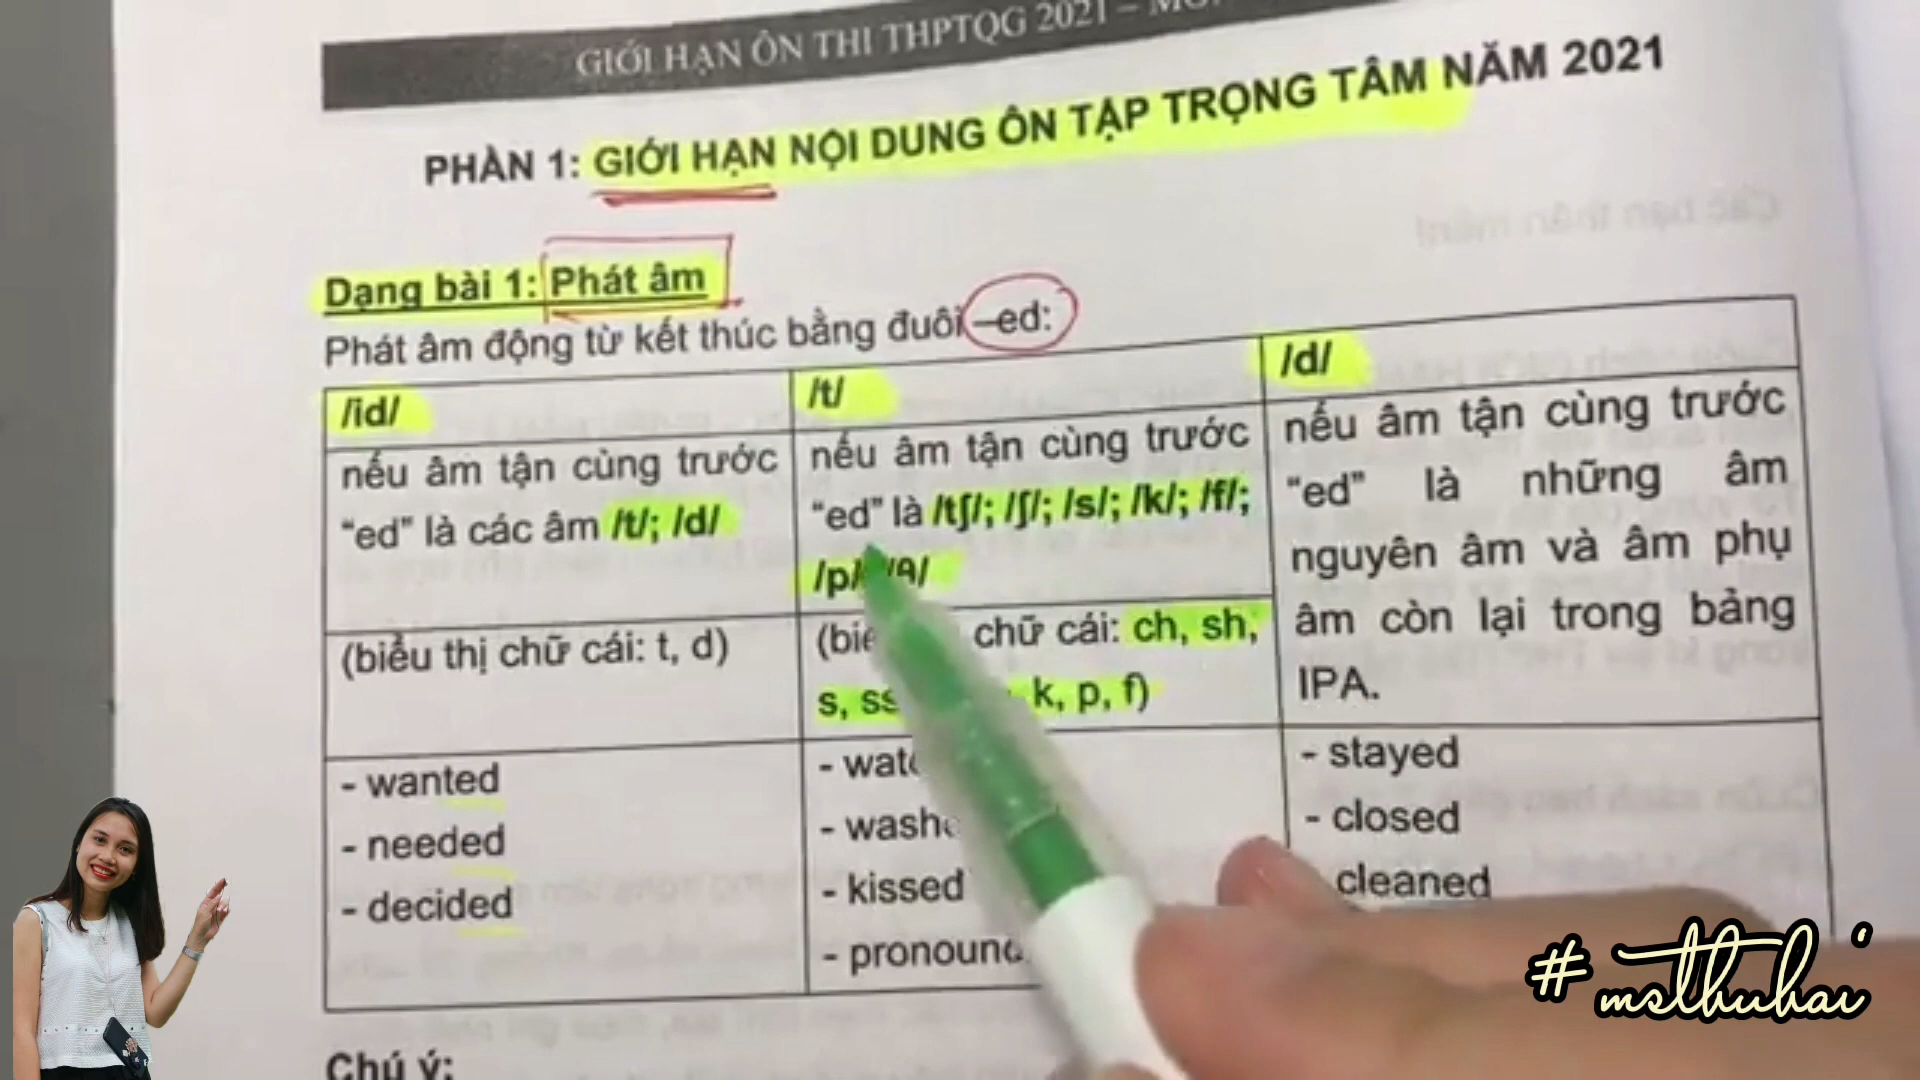 GIỚI HẠN ÔN THI THPTQG 2021 –
PHẦN 1: GIỚI HẠN NỘI DUNG ÔN TẬP TRỌNG TÂM NĂM 2021
Dạng bài 1: Phát âm
Phát âm động từ kết thúc bằng đuôi –ed:
/id/
/t/
/d/
nếu âm tận cùng trước
“ed” là các âm /t/; /d/
nếu âm tận cùng trước
“ed” là /tʃ/; /ʃ/; /s/; /k/; /f/;
/p/ /θ/
nếu âm tận cùng trước
“ed” là những âm
nguyên âm và âm phụ
âm còn lại trong bảng
IPA.
(biểu thị chữ cái: t, d)
chữ cái: ch, sh,
s, k, p, f)
- wanted
- needed
- decided
- kissed
- stayed
- closed
cleaned
Chú ý:
#msthuhai